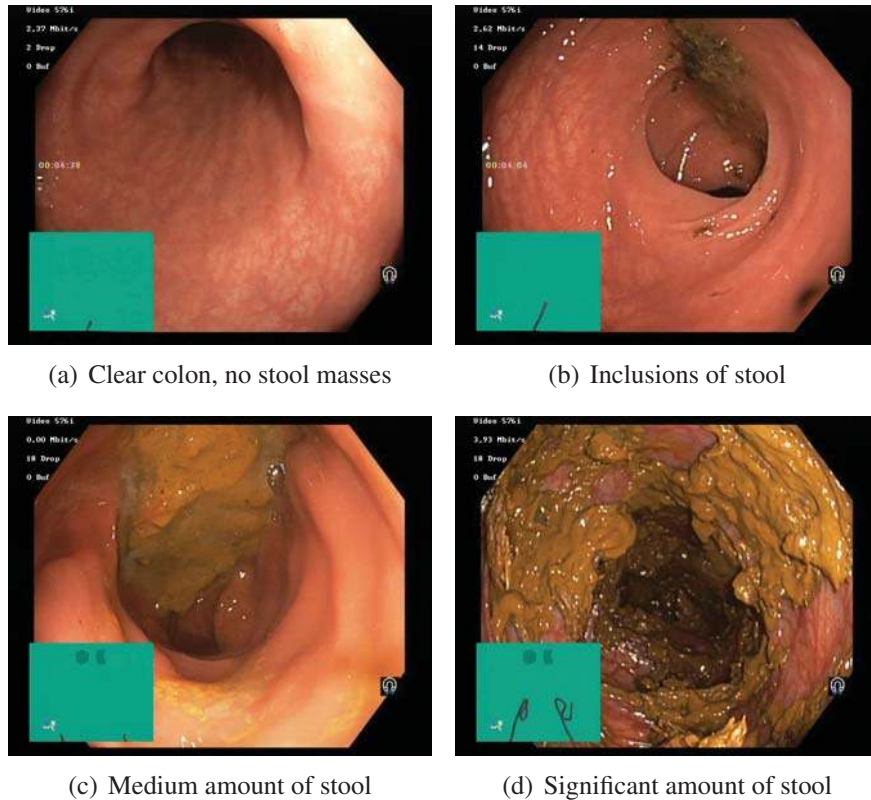 Video 576i
2.37 Mbit/s
2 Drop
0 Buf
00:04:38
(a) Clear colon, no stool masses
Video 576i
2.62 Mbit/s
14 Drop
0 Buf
00:04:04
(b) Inclusions of stool
Video 576i
0.00 Mbit/s
18 Drop
0 Buf
(c) Medium amount of stool
Video 576i
3.93 Mbit/s
18 Drop
0 Buf
(d) Significant amount of stool